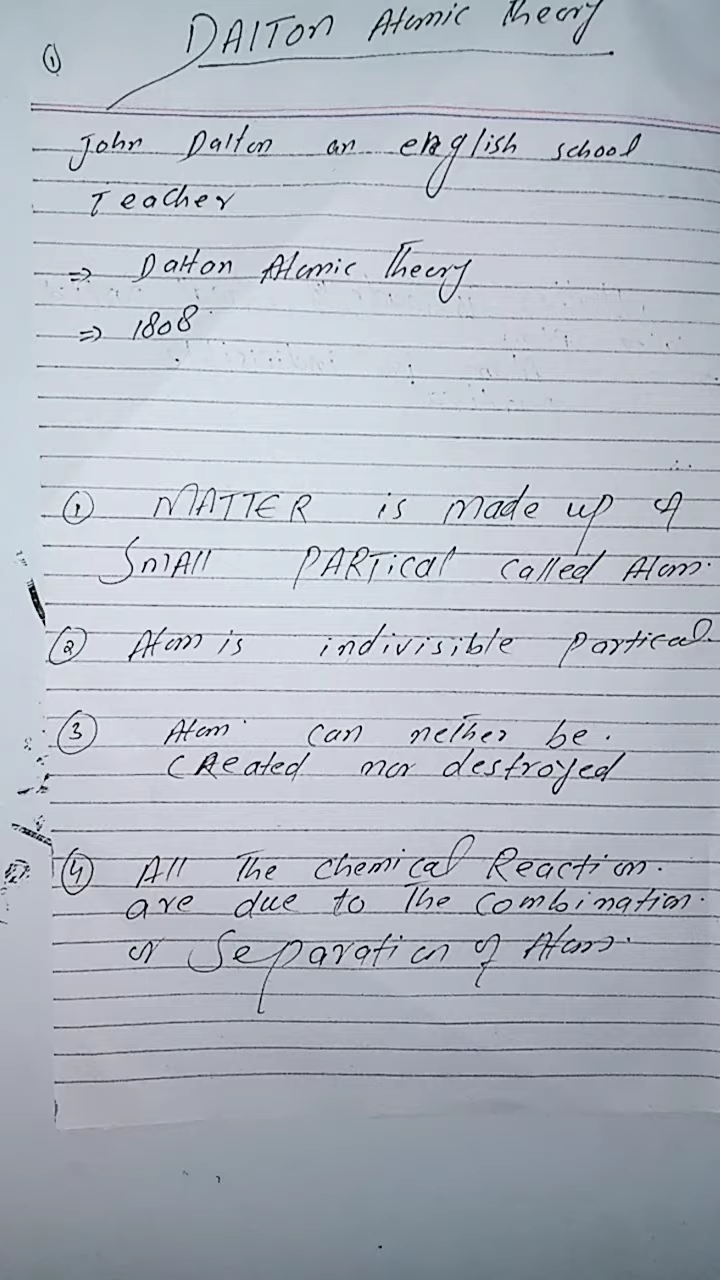 ①
DALTON Atomic Theory
John Dalton an english school
Teacher
⇒ Dalton Atomic Theory
⇒ 1808
① MATTER is made up of
SmAll PARTical called Atom.
② Atom is indivisible Partical.
③ Atom can nether be.
CReated nor destroyed
④ All The chemical Reaction.
are due to The combination.
or Separation of Atom.